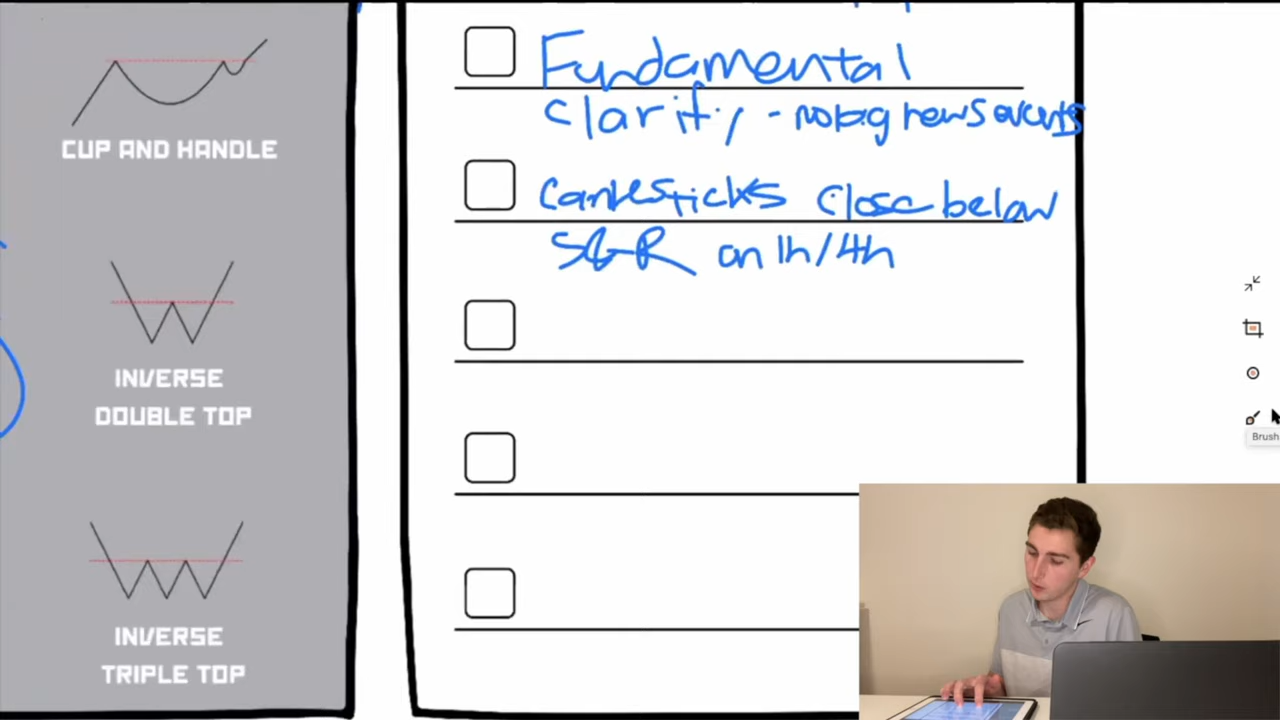 CUP AND HANDLE
INVERSE
DOUBLE TOP
INVERSE
TRIPLE TOP
Fundamental
Clarity - no big news events
Candlesticks close below
S&R on 1h/4h
Brush